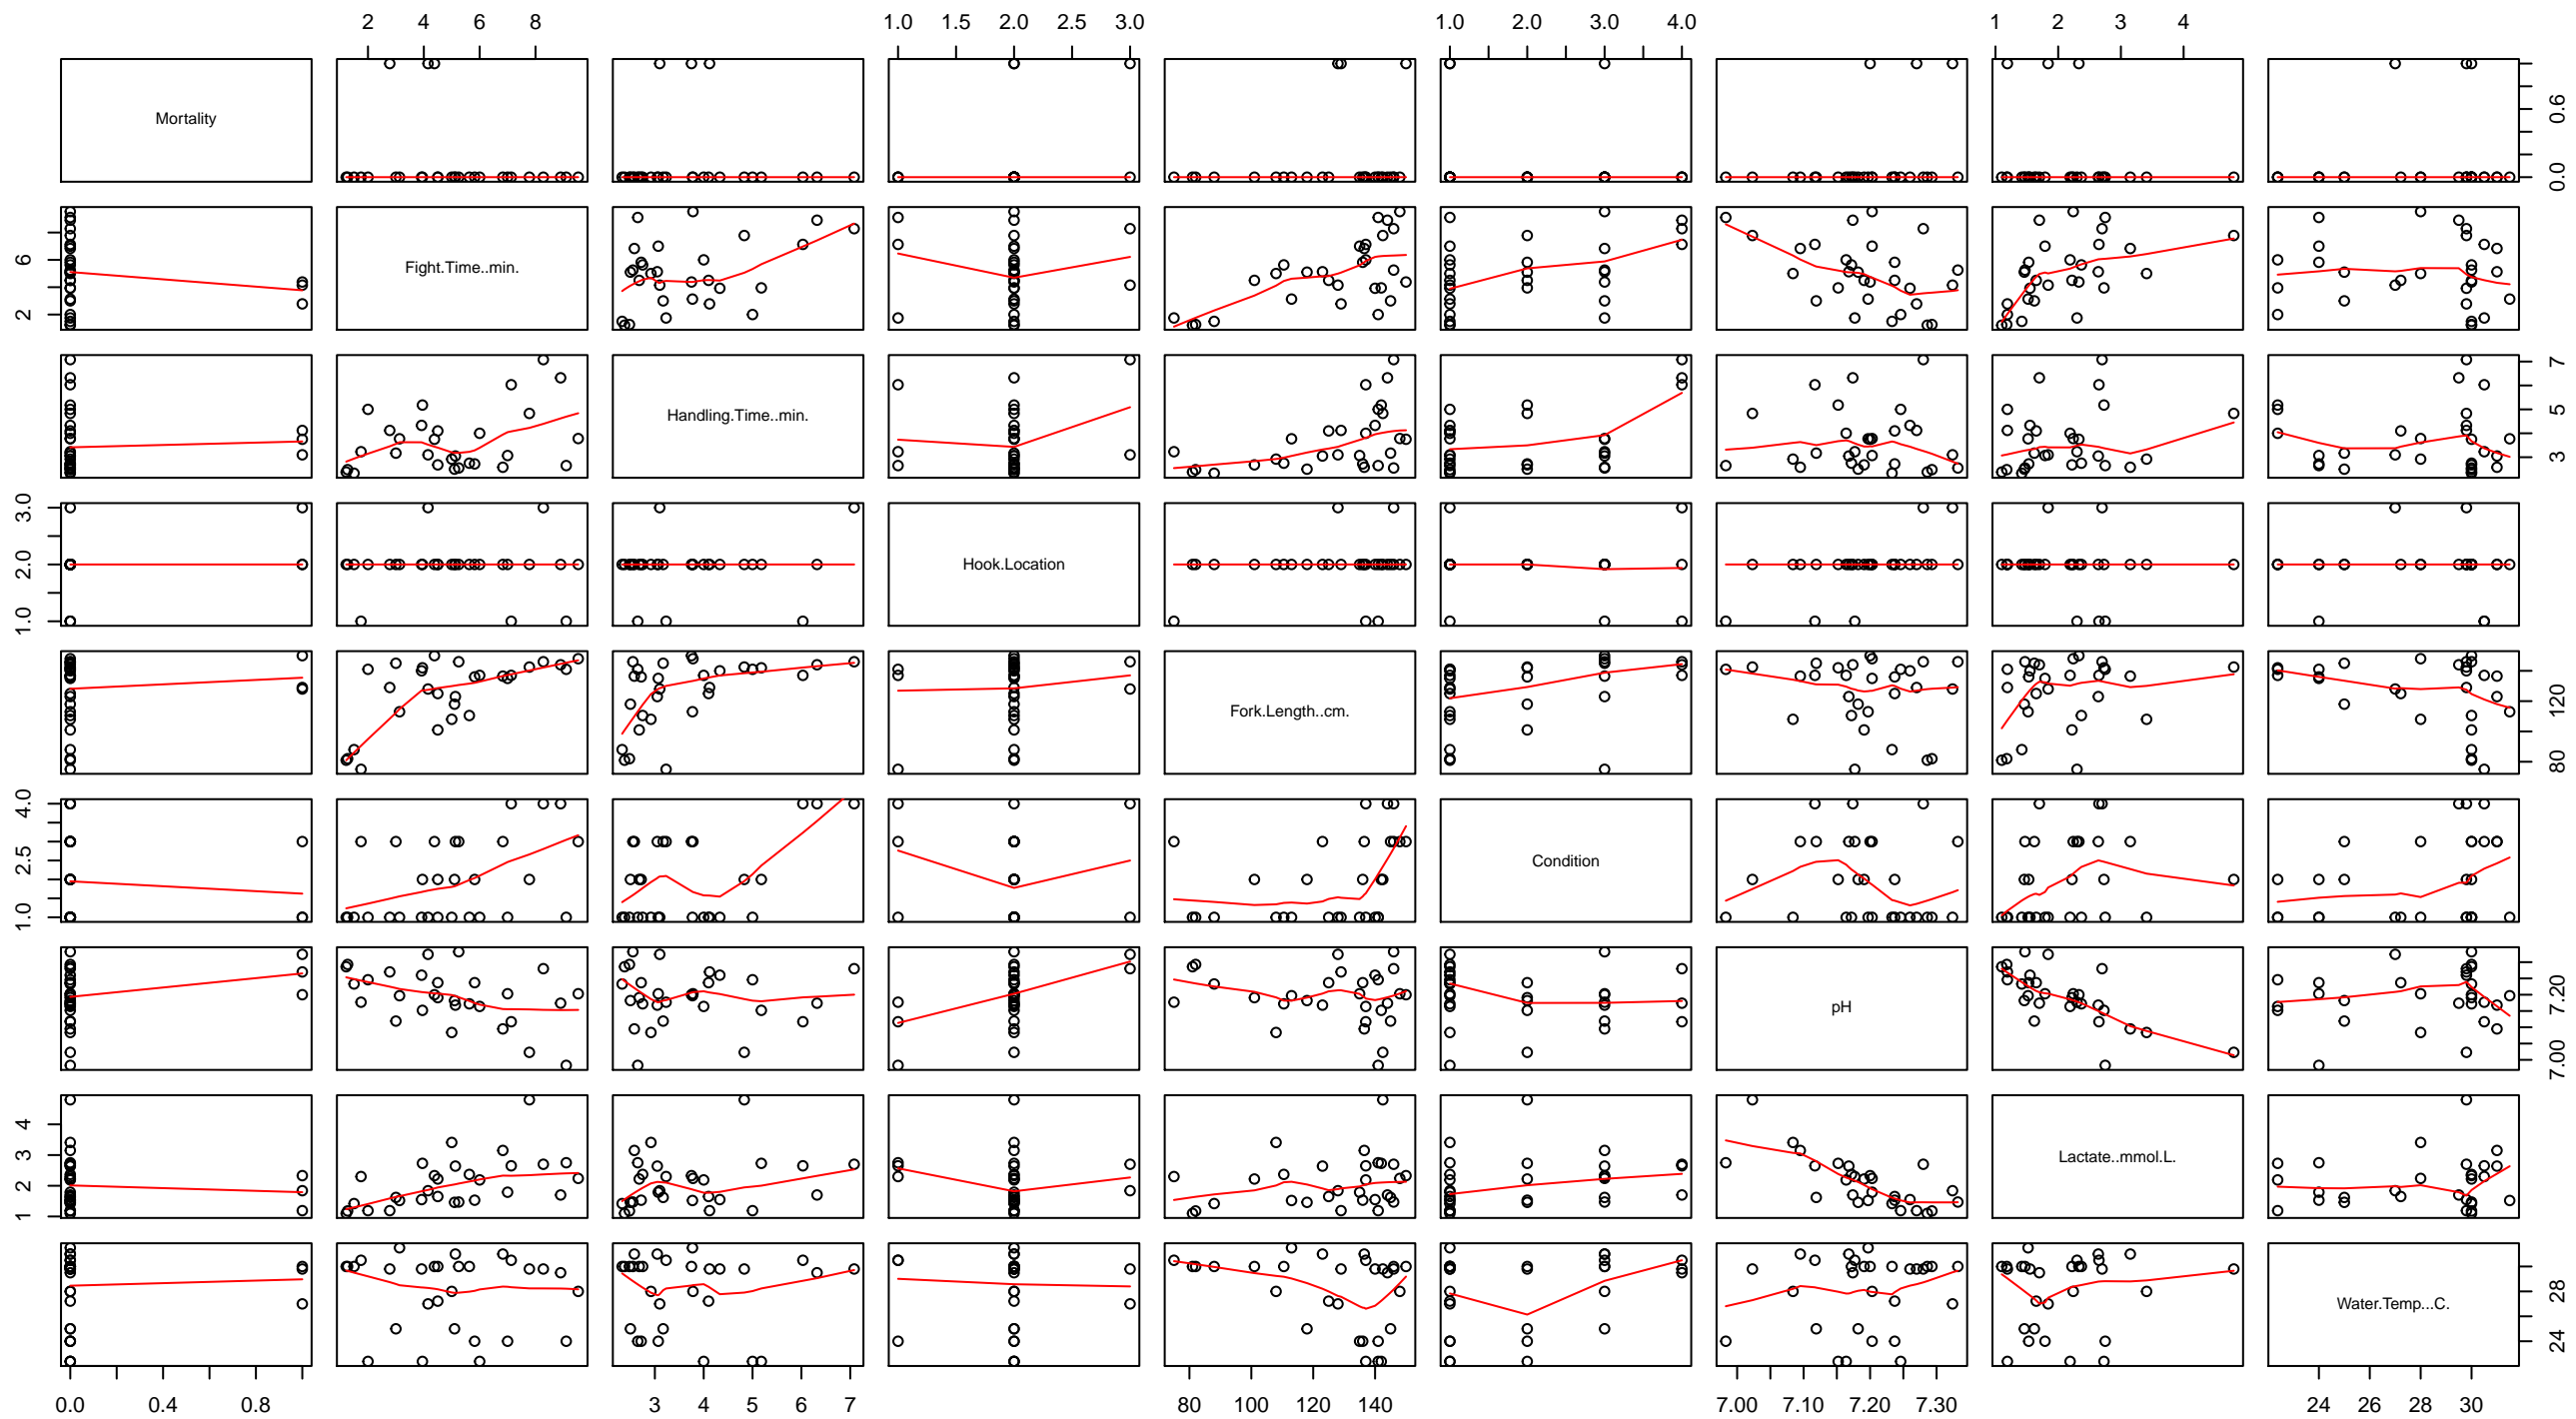 2 4 6 8 1.0 1.5 2.0 2.5 3.0 1.0 2.0 3.0 4.0 1 2 3 4
Mortality
0.0 0.6
2 6
Fight.Time..min.
Handling.Time..min.
3 5 7
1.0 2.0 3.0
Hook.Location
Fork.Length..cm.
80 120
1.0 2.5 4.0
Condition
pH
7.00 7.20
1 2 3 4
Lactate..mmol.L.
Water.Temp...C.
24 28
0.0 0.4 0.8 3 4 5 6 7 80 100 120 140 7.00 7.10 7.20 7.30 24 26 28 30